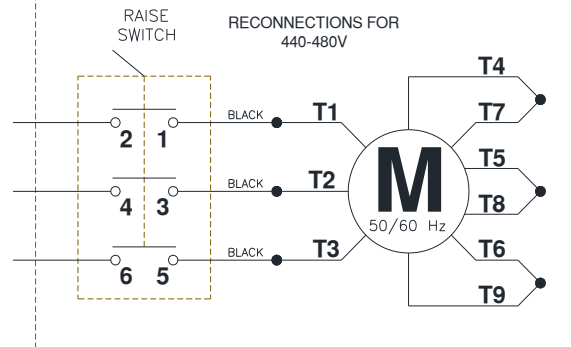 RAISE
SWITCH
RECONNECTIONS FOR
440-480V
T4
BLACK
T1
T7
2 1
T5
BLACK
T2
M
4 3
T8
50/60 Hz
BLACK
T3
T6
6 5
T9